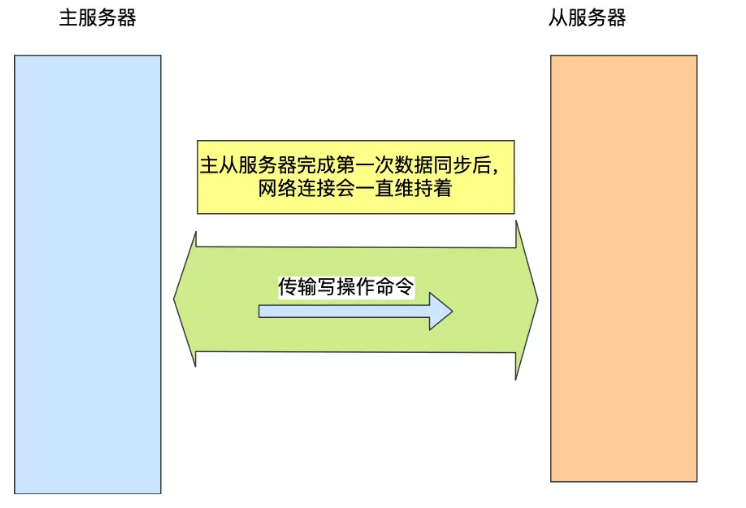 主服务器
从服务器
主从服务器完成第一次数据同步后，
网络连接会一直维持着
传输写操作命令